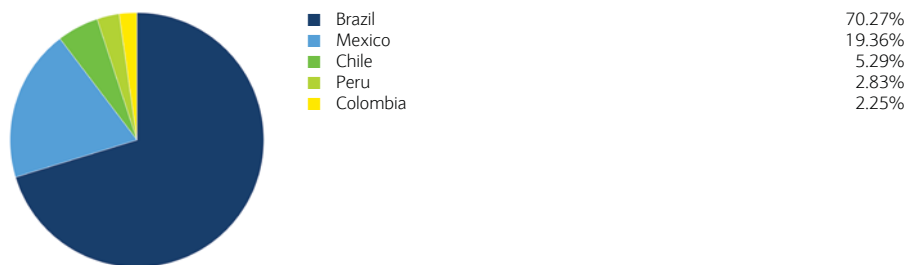 Brazil 70.27%
Mexico 19.36%
Chile 5.29%
Peru 2.83%
Colombia 2.25%